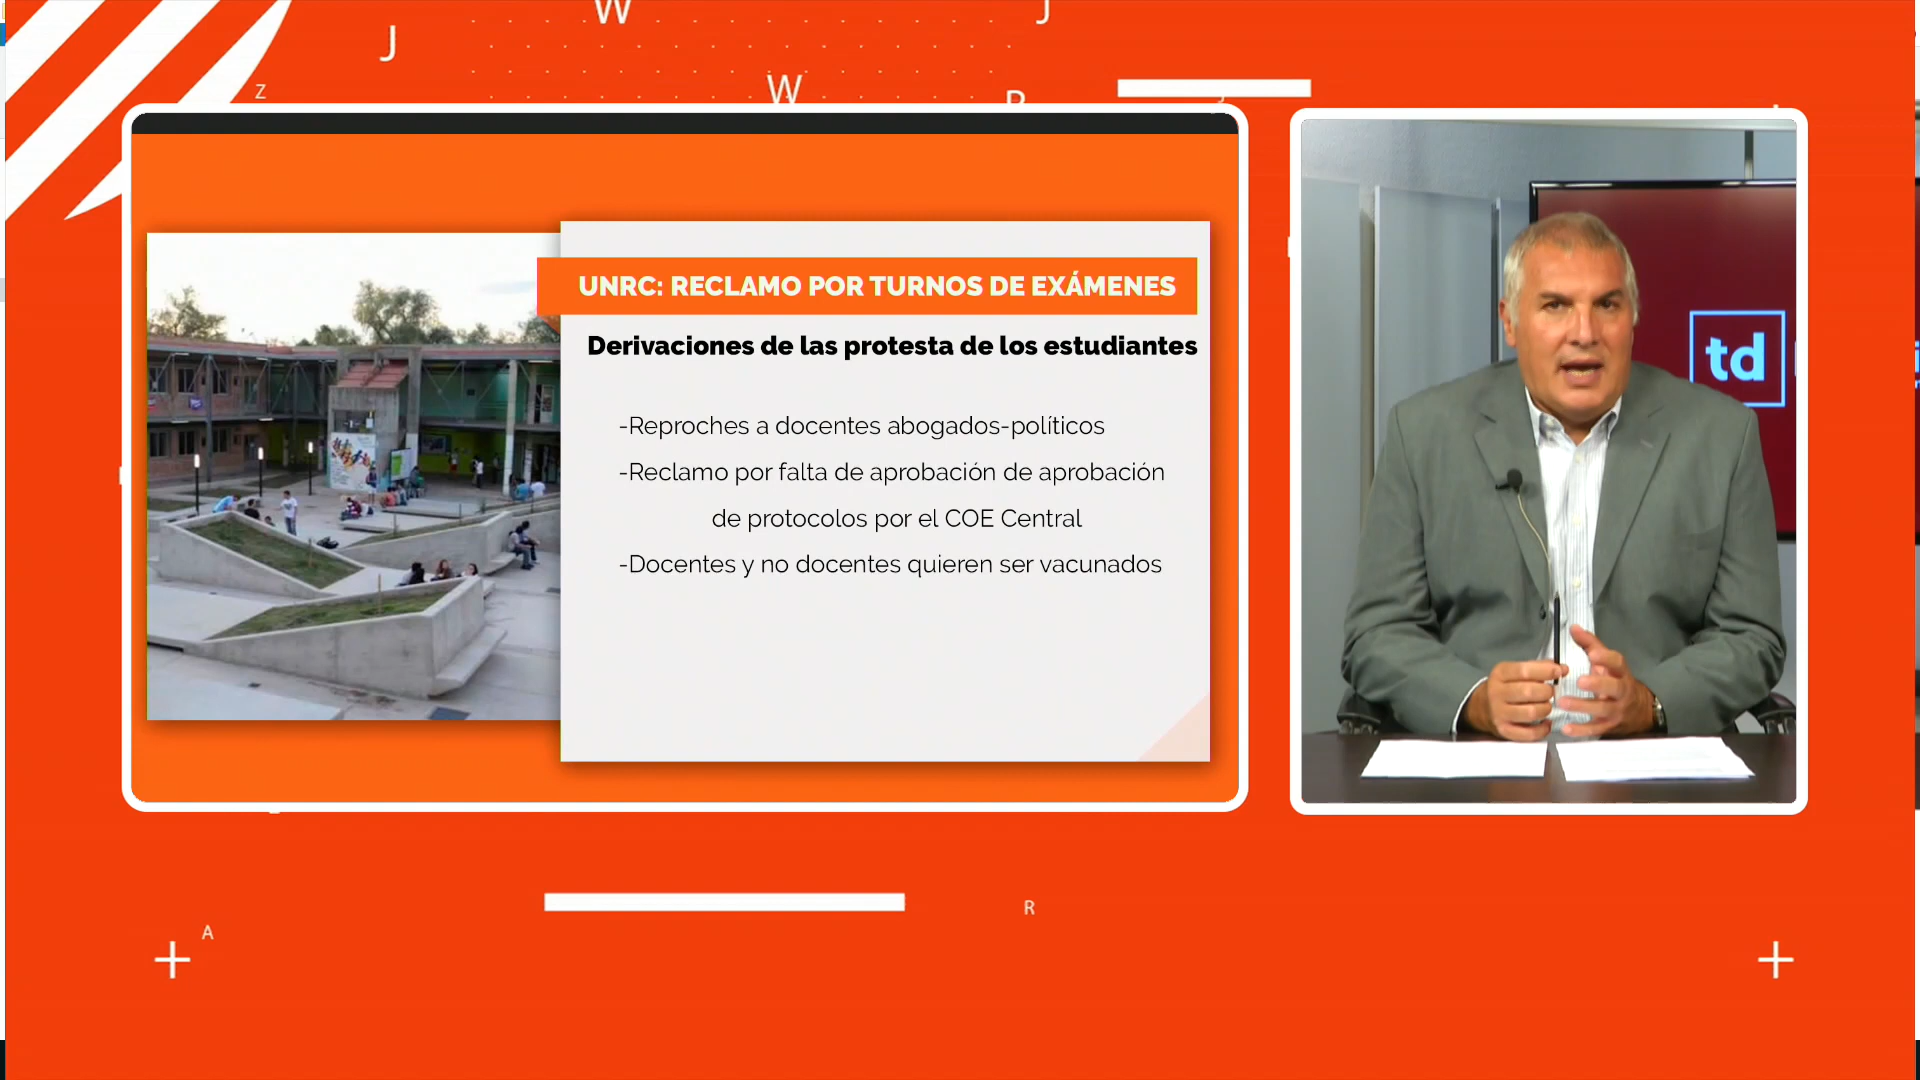 J
W
J
Z
W
UNRC: RECLAMO POR TURNOS DE EXÁMENES
Derivaciones de las protesta de los estudiantes
-Reproches a docentes abogados-políticos
-Reclamo por falta de aprobación de aprobación
de protocolos por el COE Central
-Docentes y no docentes quieren ser vacunados
td
A
R